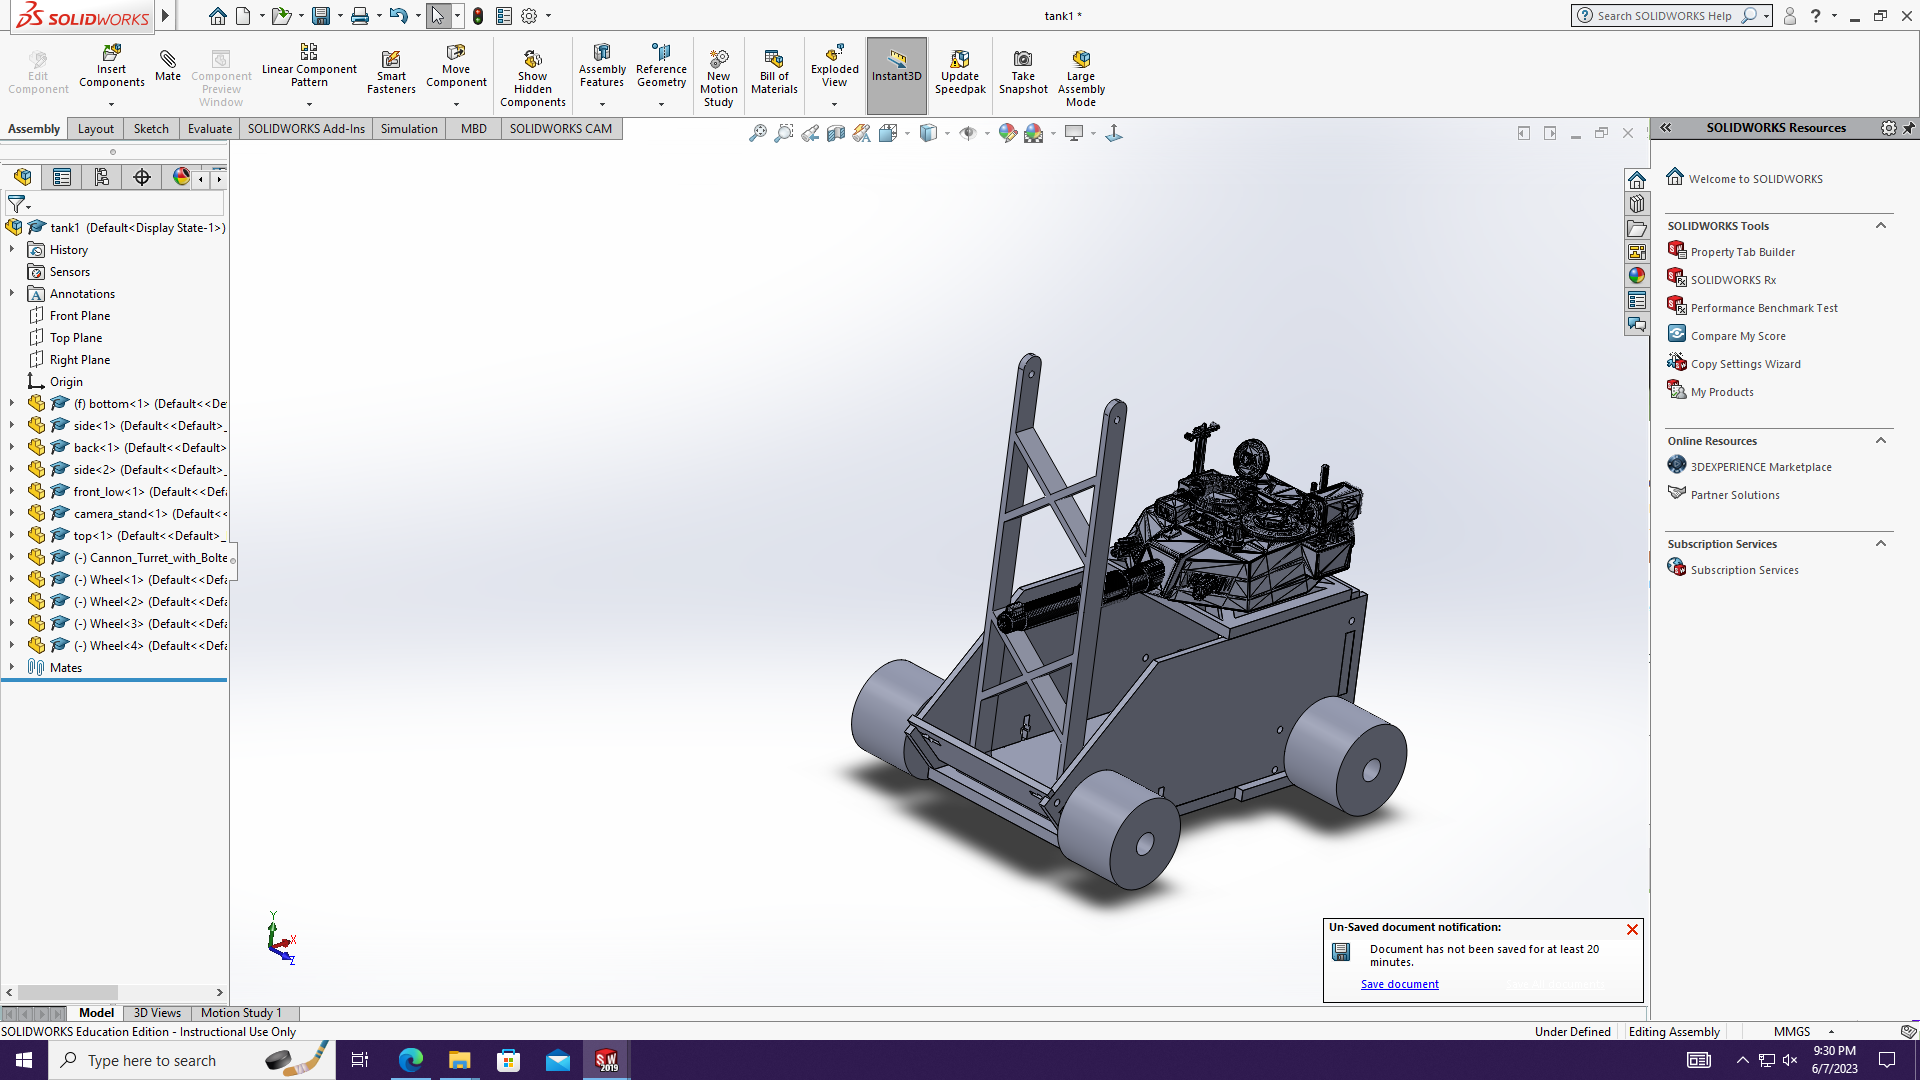 SOLIDWORKS
tank1 *
Search SOLIDWORKS Help
Edit Component
Insert Components
Mate
Component Preview Window
Linear Component Pattern
Smart Fasteners
Move Component
Show Hidden Components
Assembly Features
Reference Geometry
New Motion Study
Bill of Materials
Exploded View
Instant3D
Update Speedpak
Take Snapshot
Large Assembly Mode
Assembly
Layout
Sketch
Evaluate
SOLIDWORKS Add-Ins
Simulation
MBD
SOLIDWORKS CAM
tank1 (Default<Display State-1>)
History
Sensors
Annotations
Front Plane
Top Plane
Right Plane
Origin
(f) bottom<1> (Default<<De
side<1> (Default<<Default>_
back<1> (Default<<Default>
side<2> (Default<<Default>_
front_low<1> (Default<<Defa
camera_stand<1> (Default<<
top<1> (Default<<Default>_
(-) Cannon_Turret_with_Bolte
(-) Wheel<1> (Default<<Defa
(-) Wheel<2> (Default<<Defa
(-) Wheel<3> (Default<<Defa
(-) Wheel<4> (Default<<Defa
Mates
Y
X
Z
SOLIDWORKS Resources
Welcome to SOLIDWORKS
SOLIDWORKS Tools
Property Tab Builder
SOLIDWORKS Rx
Performance Benchmark Test
Compare My Score
Copy Settings Wizard
My Products
Online Resources
3DEXPERIENCE Marketplace
Partner Solutions
Subscription Services
Subscription Services
Un-Saved document notification:
Document has not been saved for at least 20
minutes.
Save document
Model
3D Views
Motion Study 1
SOLIDWORKS Education Edition - Instructional Use Only
Under Defined
Editing Assembly
MMGS
Type here to search
SW
2019
9:30 PM
6/7/2023